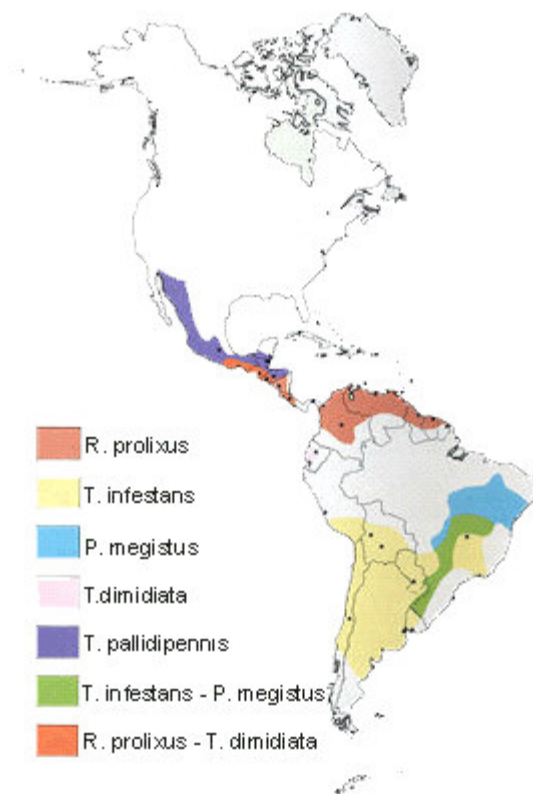 R. prolixus
T. infestans
P. megistus
T.dimidiata
T. pallidipennis
T. infestans - P. megistus
R. prolixus - T. dimidiata